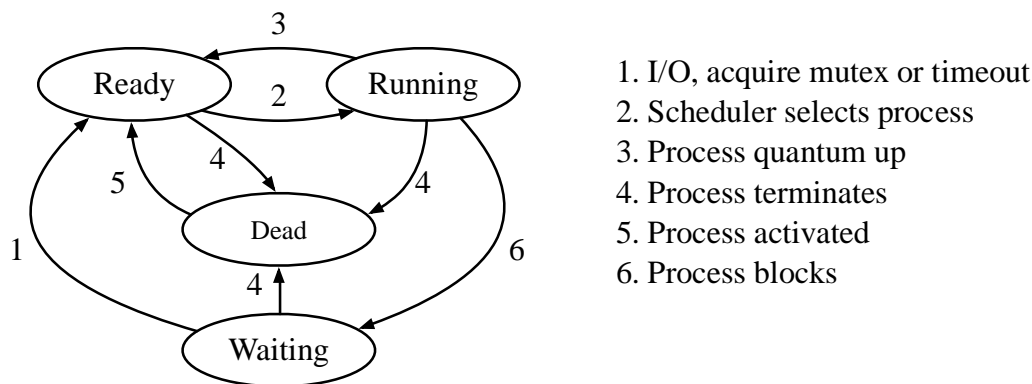 3
Ready
Running
2
4
5
4
Dead
1
6
4
Waiting
1. I/O, acquire mutex or timeout
2. Scheduler selects process
3. Process quantum up
4. Process terminates
5. Process activated
6. Process blocks